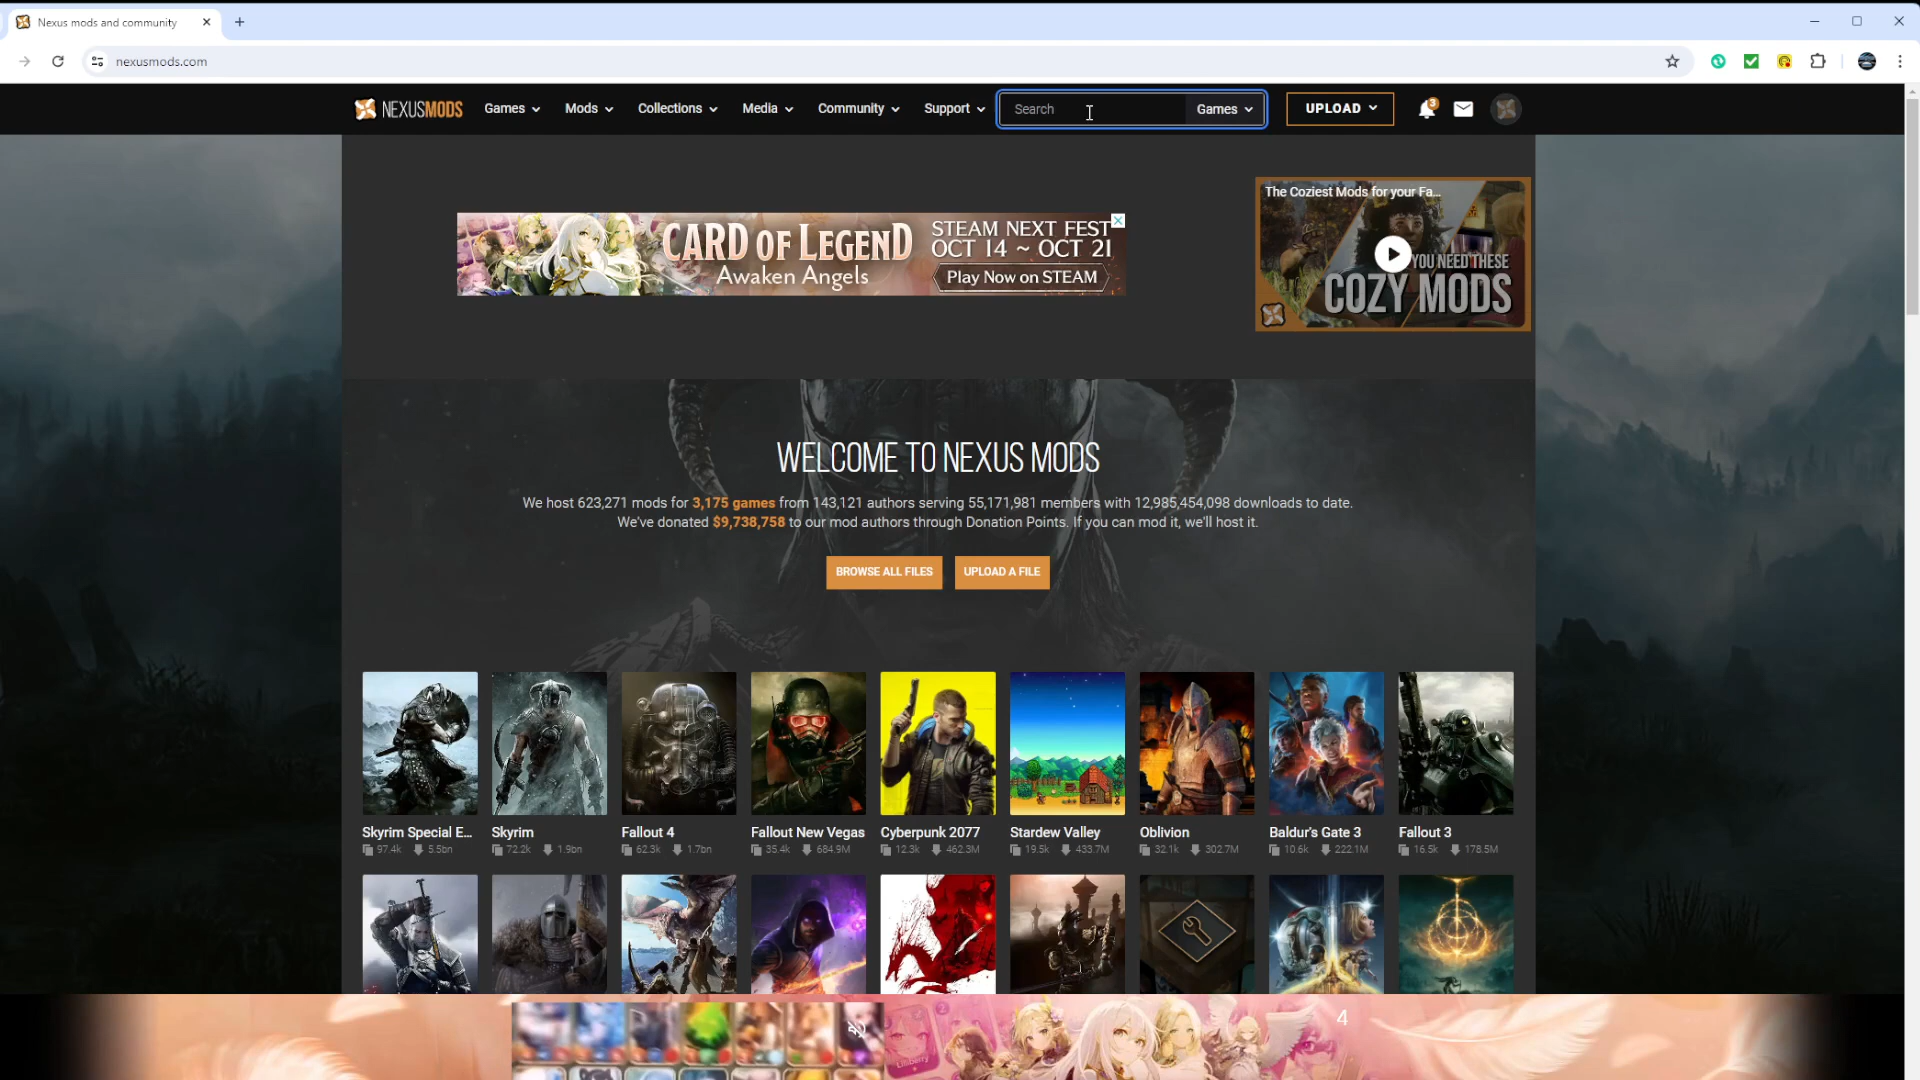 Nexus mods and community
nexusmods.com
NEXUSMODS
Games
Mods
Collections
Media
Community
Support
Search
Games
UPLOAD
3
CARD OF LEGEND
Awaken Angels
STEAM NEXT FEST
OCT 14 ~ OCT 21
Play Now on STEAM
The Coziest Mods for your Fa...
YOU NEED THESE
COZY MODS
WELCOME TO NEXUS MODS
We host 623,271 mods for 3,175 games from 143,121 authors serving 55,171,981 members with 12,985,454,098 downloads to date.
We've donated $9,738,758 to our mod authors through Donation Points. If you can mod it, we'll host it.
BROWSE ALL FILES
UPLOAD A FILE
Skyrim Special E...
97.4k 5.5bn
Skyrim
72.2k 1.9bn
Fallout 4
62.3k 1.7bn
Fallout New Vegas
35.4k 684.9M
Cyberpunk 2077
12.3k 462.3M
Stardew Valley
19.5k 433.7M
Oblivion
32.1k 302.7M
Baldur's Gate 3
10.6k 222.1M
Fallout 3
16.5k 178.5M
4